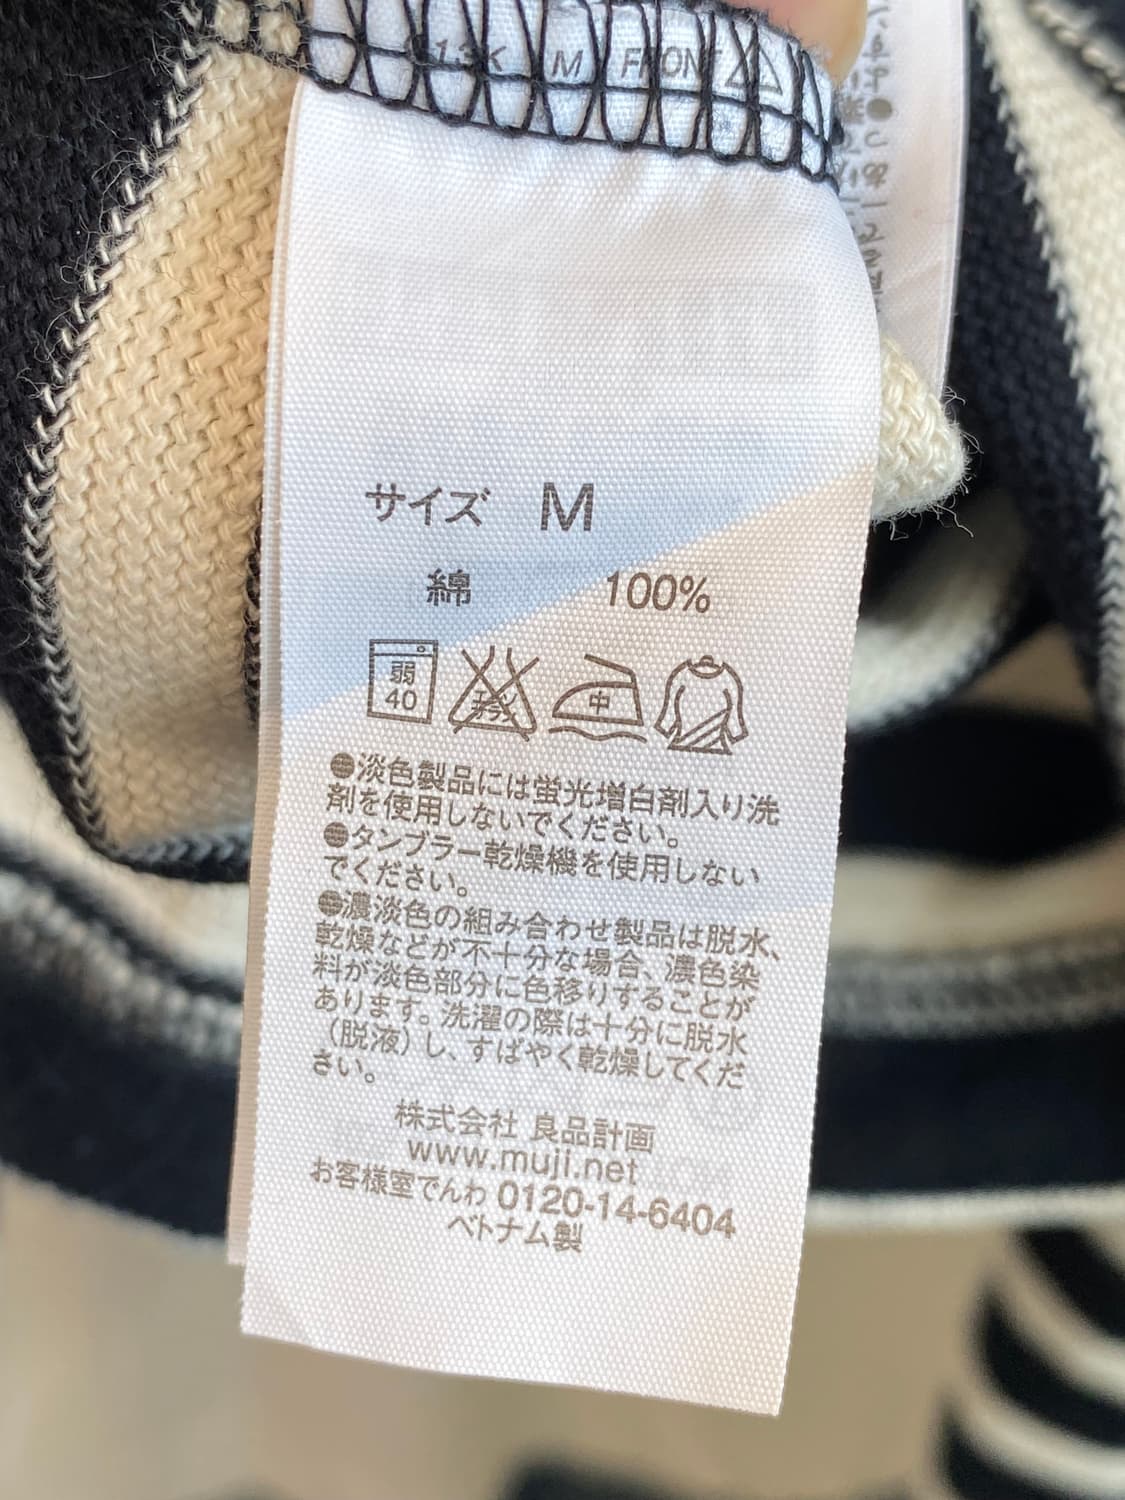 13K M FRONT
サイズ M
綿 100%
弱
40
エンソ
中
●淡色製品には蛍光増白剤入り洗
剤を使用しないでください。
●タンブラー乾燥機を使用しない
でください。
●濃淡色の組み合わせ製品は脱水、
乾燥などが不十分な場合、濃色染
料が淡色部分に色移りすることが
あります。洗濯の際は十分に脱水
（脱液）し、すばやく乾燥してくだ
さい。
株式会社 良品計画
www.muji.net
お客様室でんわ 0120-14-6404
ベトナム製